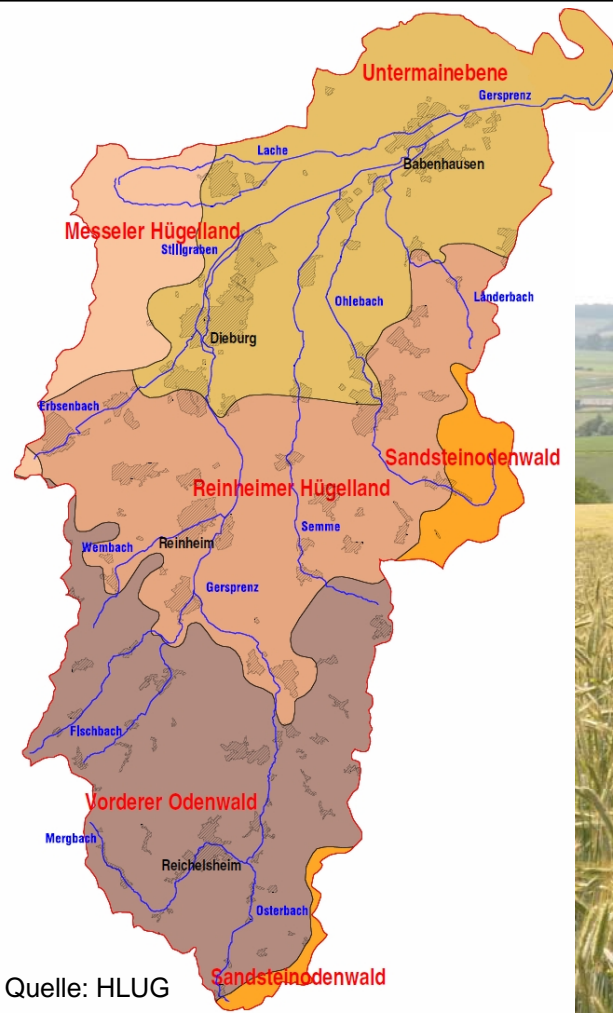 Untermainebene
Gersprenz
Lache
Babenhausen
Messeler Hügelland
Stillgraben
Länderbach
Ohlebach
Dieburg
Erbsenbach
Sandsteinodenwald
Reinheimer Hügelland
Semme
Wembach
Reinheim
Gersprenz
Fischbach
Vorderer Odenwald
Mergbach
Reichelsheim
Osterbach
Sandsteinodenwald
Quelle: HLUG